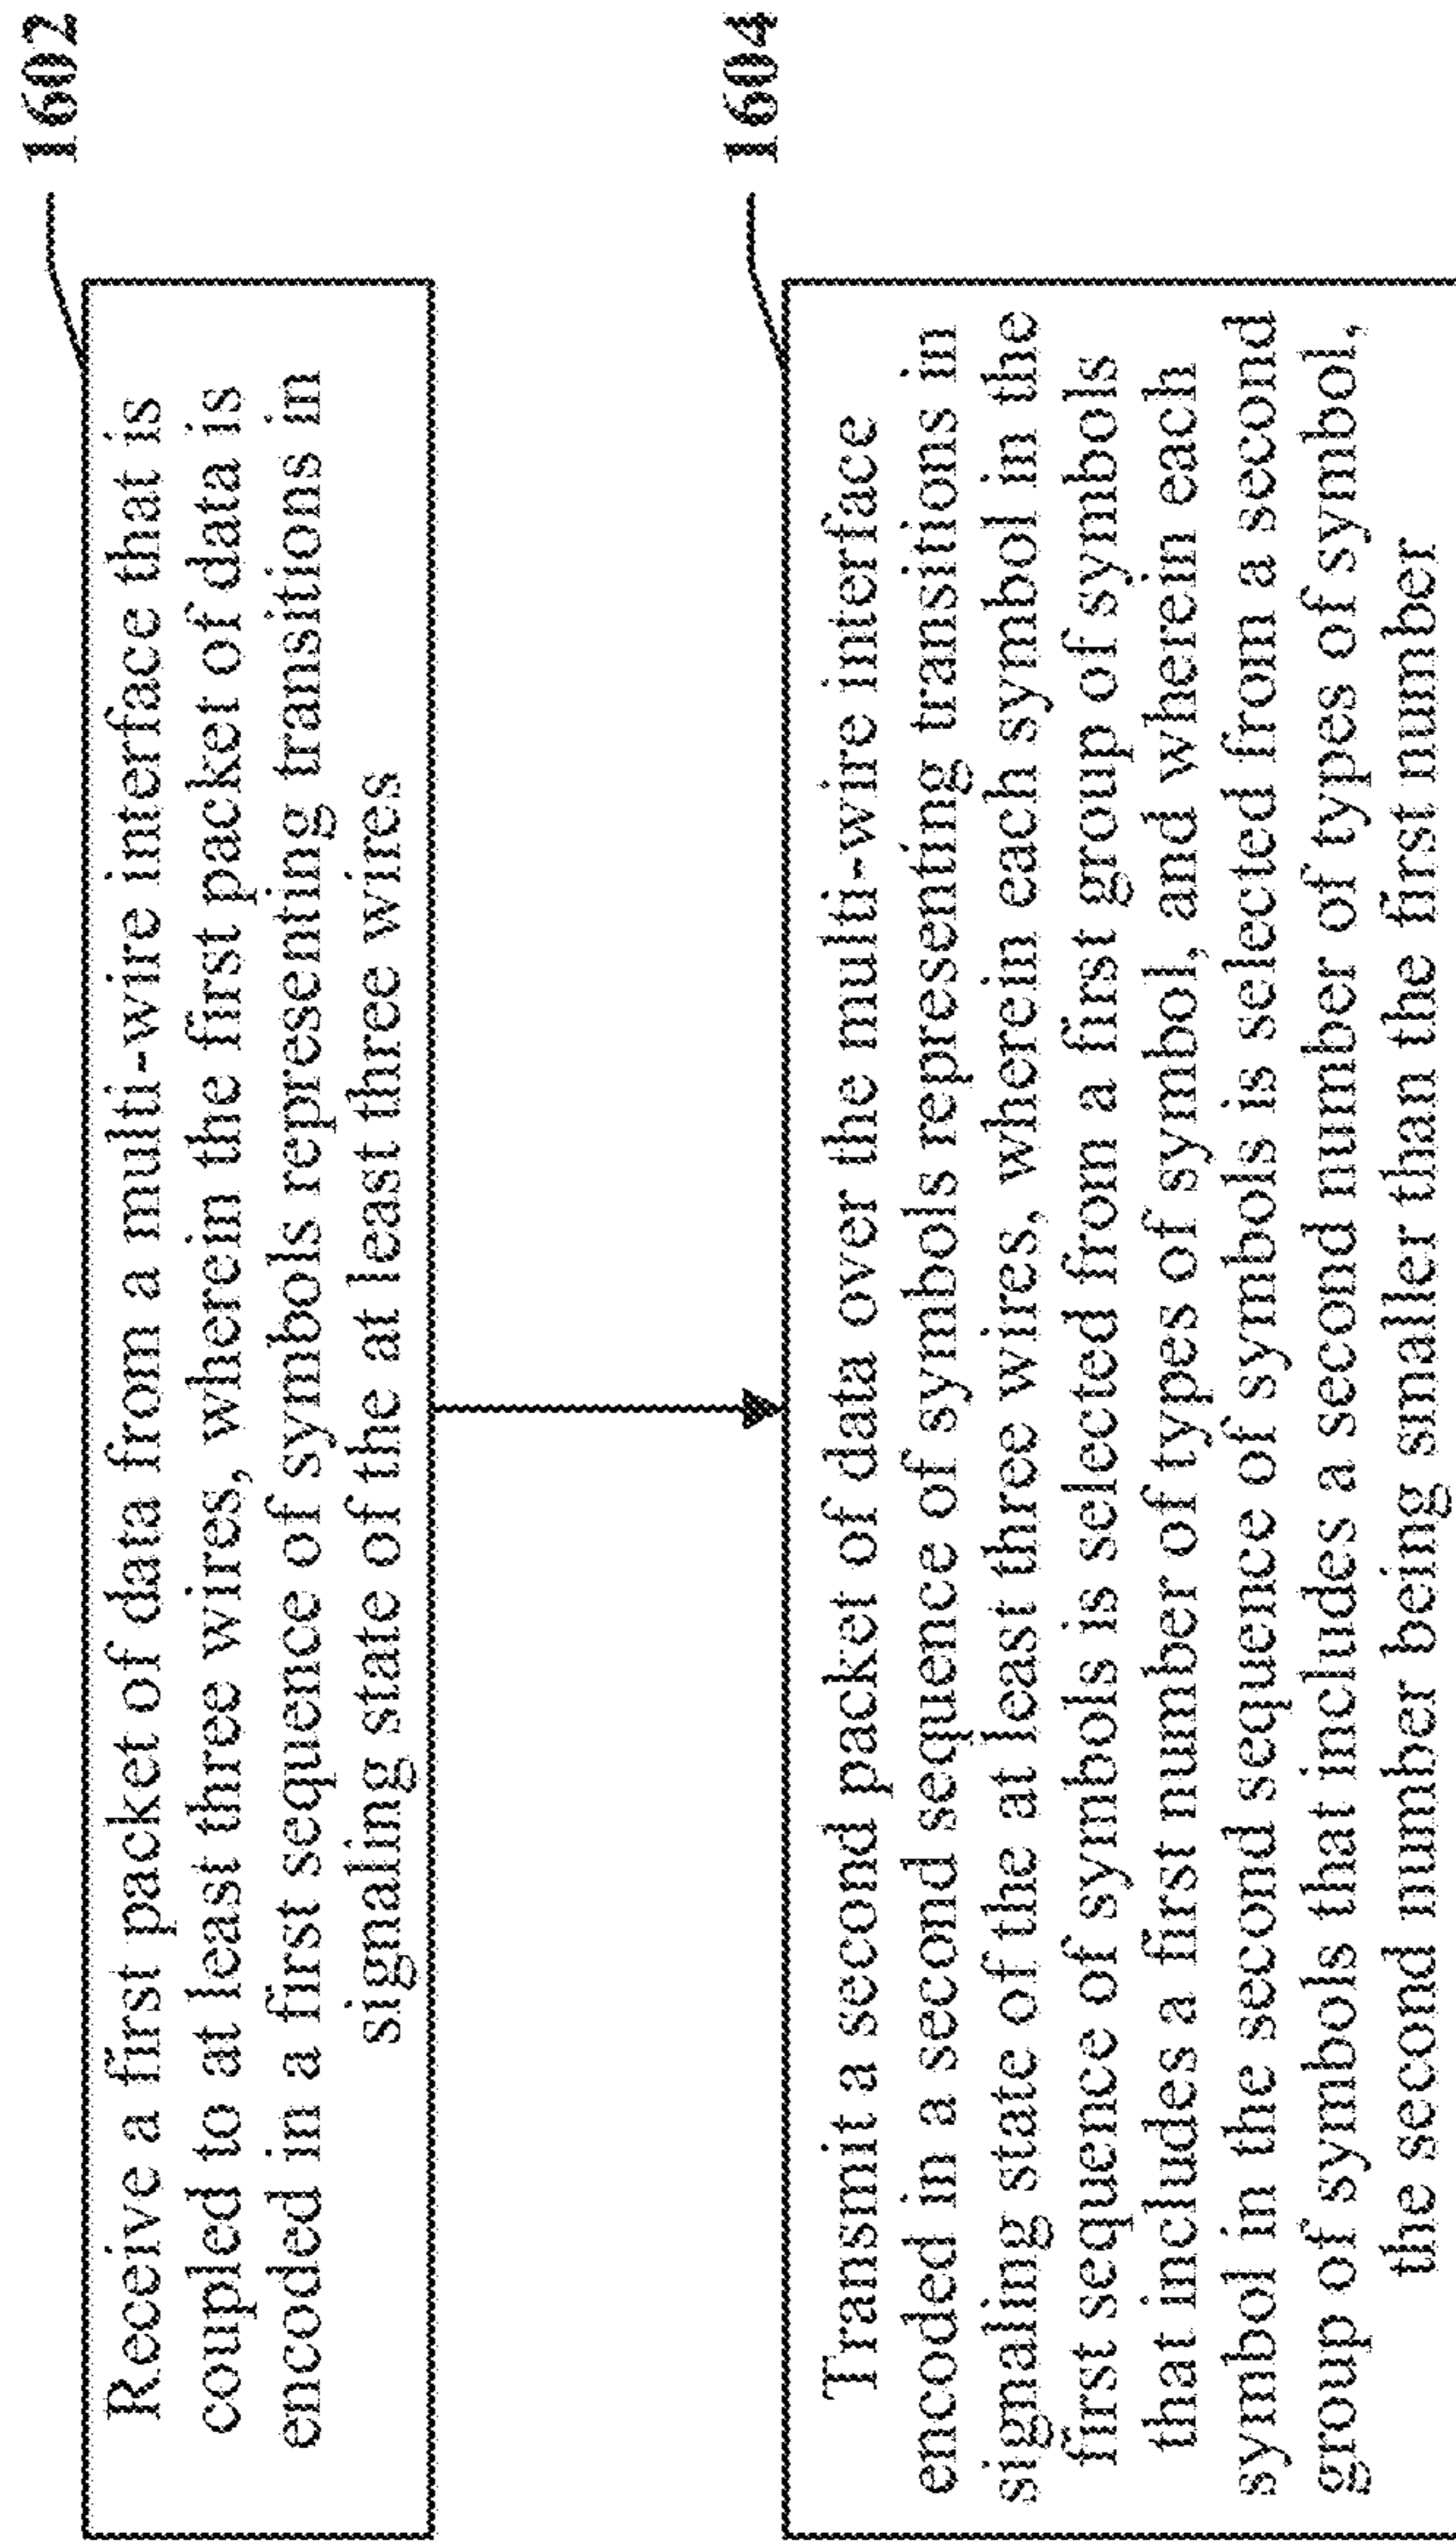 1602
Receive a first packet of data from a multi-wire interface that is
coupled to at least three wires, wherein the first packet of data is
encoded in a first sequence of symbols representing transitions in
signaling state of the at least three wires
1604
Transmit a second packet of data over the multi-wire interface
encoded in a second sequence of symbols representing transitions in
signaling state of the at least three wires, wherein each symbol in the
first sequence of symbols is selected from a first group of symbols
that includes a first number of types of symbol, and wherein each
symbol in the second sequence of symbols is selected from a second
group of symbols that includes a second number of types of symbol,
the second number being smaller than the first number